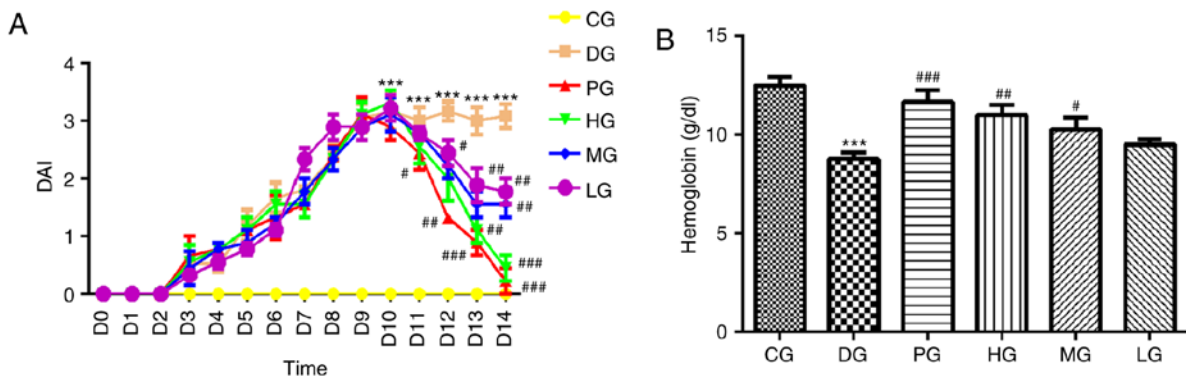 A
CG
DG
PG
HG
MG
LG
DAI
4
3
2
1
0
***
***
***
***
***
#
#
##
##
##
##
##
###
###
###
D0
D1
D2
D3
D4
D5
D6
D7
D8
D9
D10
D11
D12
D13
D14
Time
B
Hemoglobin (g/dl)
15
10
5
0
***
###
##
#
CG
DG
PG
HG
MG
LG